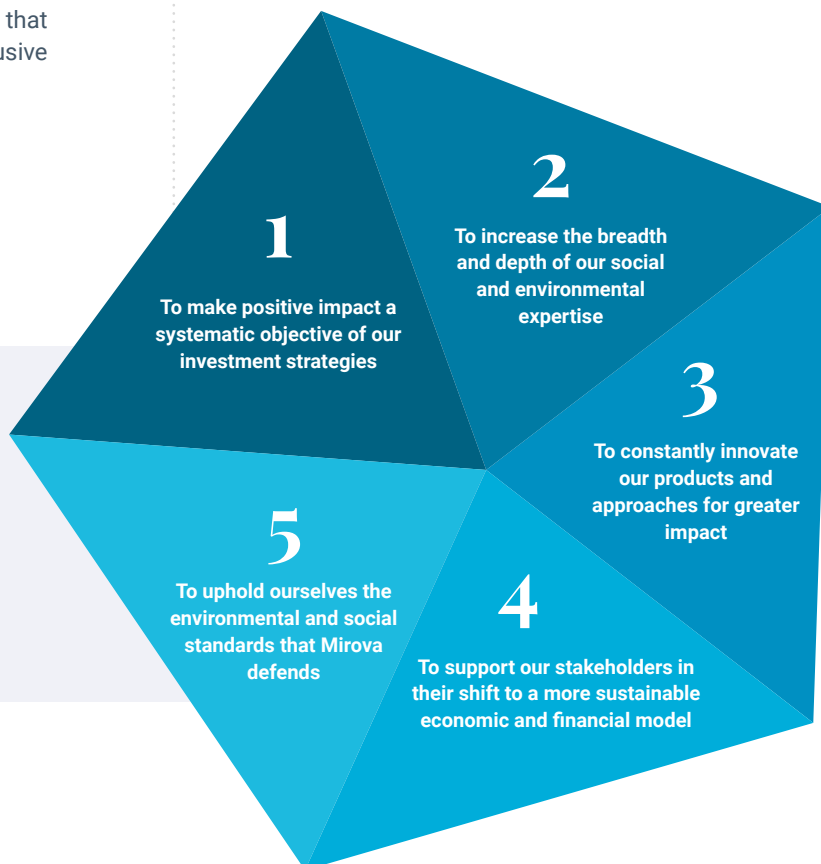 that
usive
1
To make positive impact a
systematic objective of our
investment strategies
2
To increase the breadth
and depth of our social
and environmental
expertise
3
To constantly innovate
our products and
approaches for greater
impact
4
To support our stakeholders in
their shift to a more sustainable
economic and financial model
5
To uphold ourselves the
environmental and social
standards that Mirova
defends